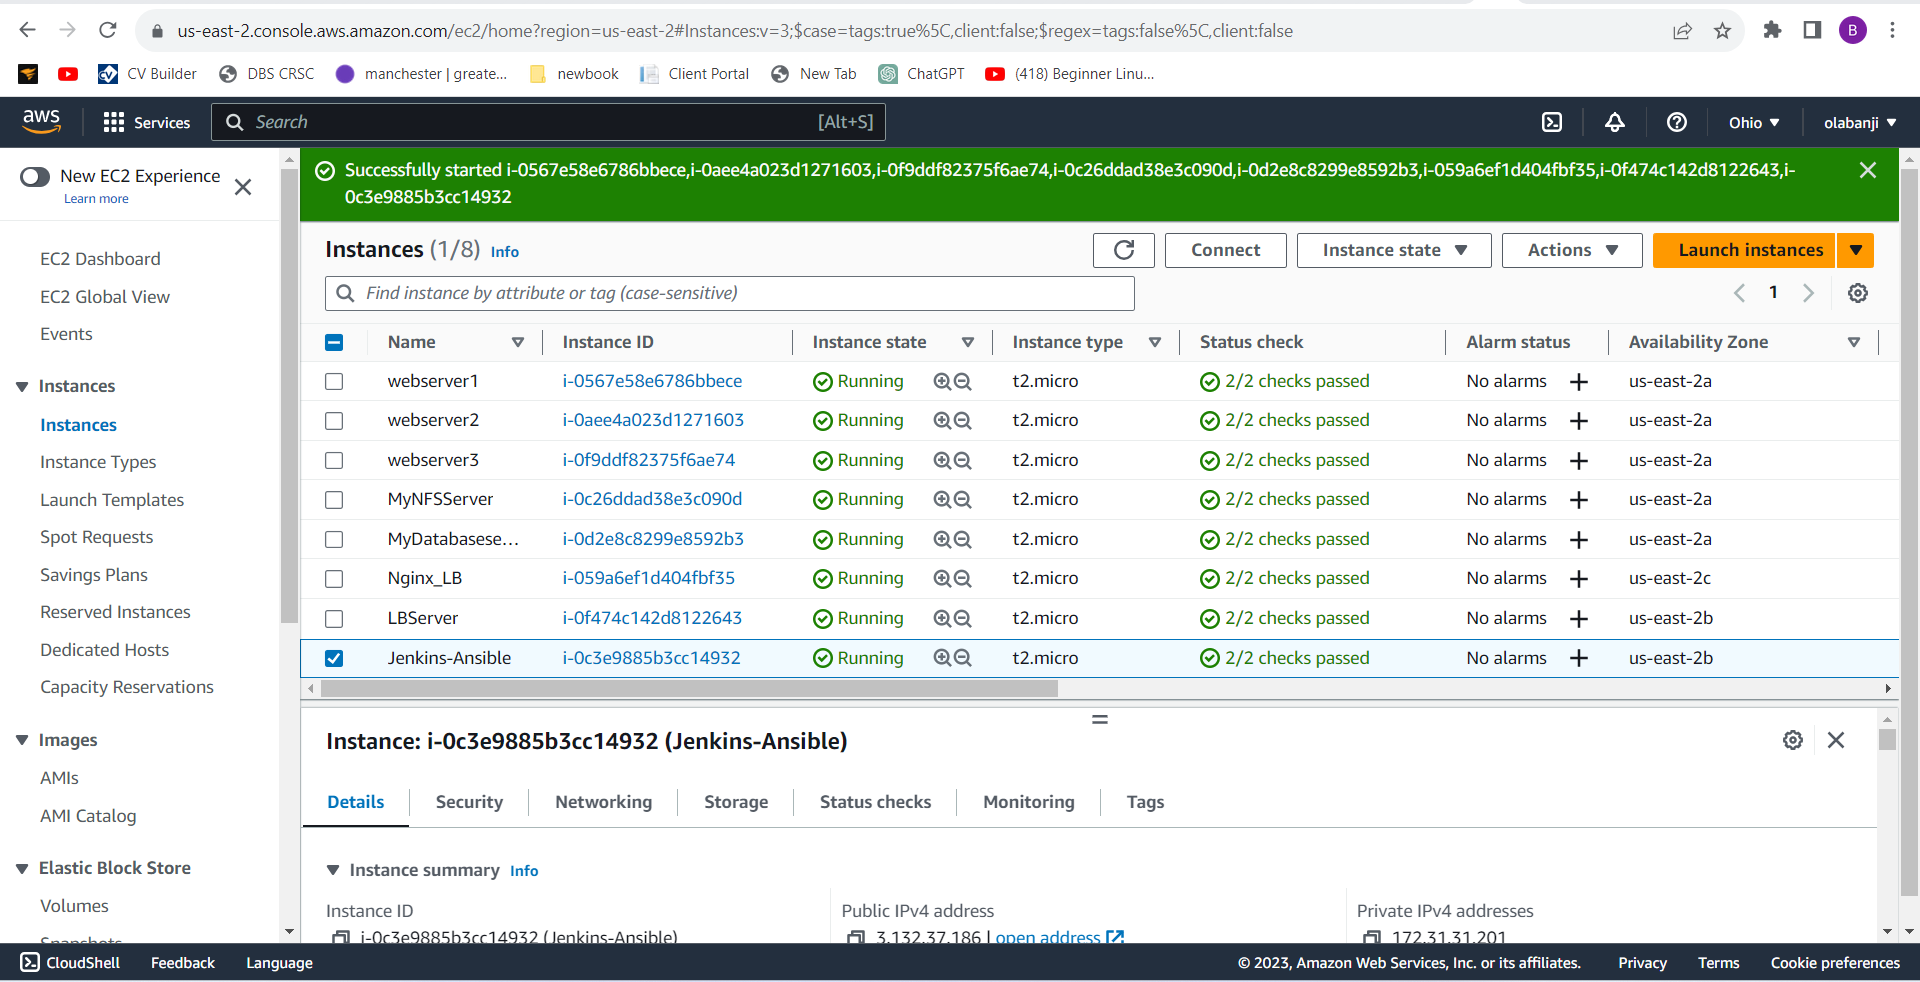 us-east-2.console.aws.amazon.com/ec2/home?region=us-east-2#Instances:v=3;$case=tags:true%5C,client:false;$regex=tags:false%5C,client:false
B
CV Builder DBS CRSC manchester | greate... newbook Client Portal New Tab ChatGPT (418) Beginner Linu...
aws Services Search [Alt+S] Ohio olabanji
New EC2 Experience
Learn more
EC2 Dashboard
EC2 Global View
Events
Instances
Instances
Instance Types
Launch Templates
Spot Requests
Savings Plans
Reserved Instances
Dedicated Hosts
Capacity Reservations
Images
AMIs
AMI Catalog
Elastic Block Store
Volumes
Snapshots
Successfully started i-0567e58e6786bbece,i-0aee4a023d1271603,i-0f9ddf82375f6ae74,i-0c26ddad38e3c090d,i-0d2e8c8299e8592b3,i-059a6ef1d404fbf35,i-0f474c142d8122643,i-
0c3e9885b3cc14932
Instances (1/8) Info Connect Instance state Actions Launch instances
Find instance by attribute or tag (case-sensitive) 1
Name Instance ID Instance state Instance type Status check Alarm status Availability Zone
webserver1 i-0567e58e6786bbece Running t2.micro 2/2 checks passed No alarms + us-east-2a
webserver2 i-0aee4a023d1271603 Running t2.micro 2/2 checks passed No alarms + us-east-2a
webserver3 i-0f9ddf82375f6ae74 Running t2.micro 2/2 checks passed No alarms + us-east-2a
MyNFSServer i-0c26ddad38e3c090d Running t2.micro 2/2 checks passed No alarms + us-east-2a
MyDatabasese... i-0d2e8c8299e8592b3 Running t2.micro 2/2 checks passed No alarms + us-east-2a
Nginx_LB i-059a6ef1d404fbf35 Running t2.micro 2/2 checks passed No alarms + us-east-2c
LBServer i-0f474c142d8122643 Running t2.micro 2/2 checks passed No alarms + us-east-2b
Jenkins-Ansible i-0c3e9885b3cc14932 Running t2.micro 2/2 checks passed No alarms + us-east-2b
Instance: i-0c3e9885b3cc14932 (Jenkins-Ansible)
Details Security Networking Storage Status checks Monitoring Tags
Instance summary Info
Instance ID Public IPv4 address Private IPv4 addresses
i-0c3e9885b3cc14932 (Jenkins-Ansible) 3.132.37.186 | open address 172.31.31.201
CloudShell Feedback Language © 2023, Amazon Web Services, Inc. or its affiliates. Privacy Terms Cookie preferences